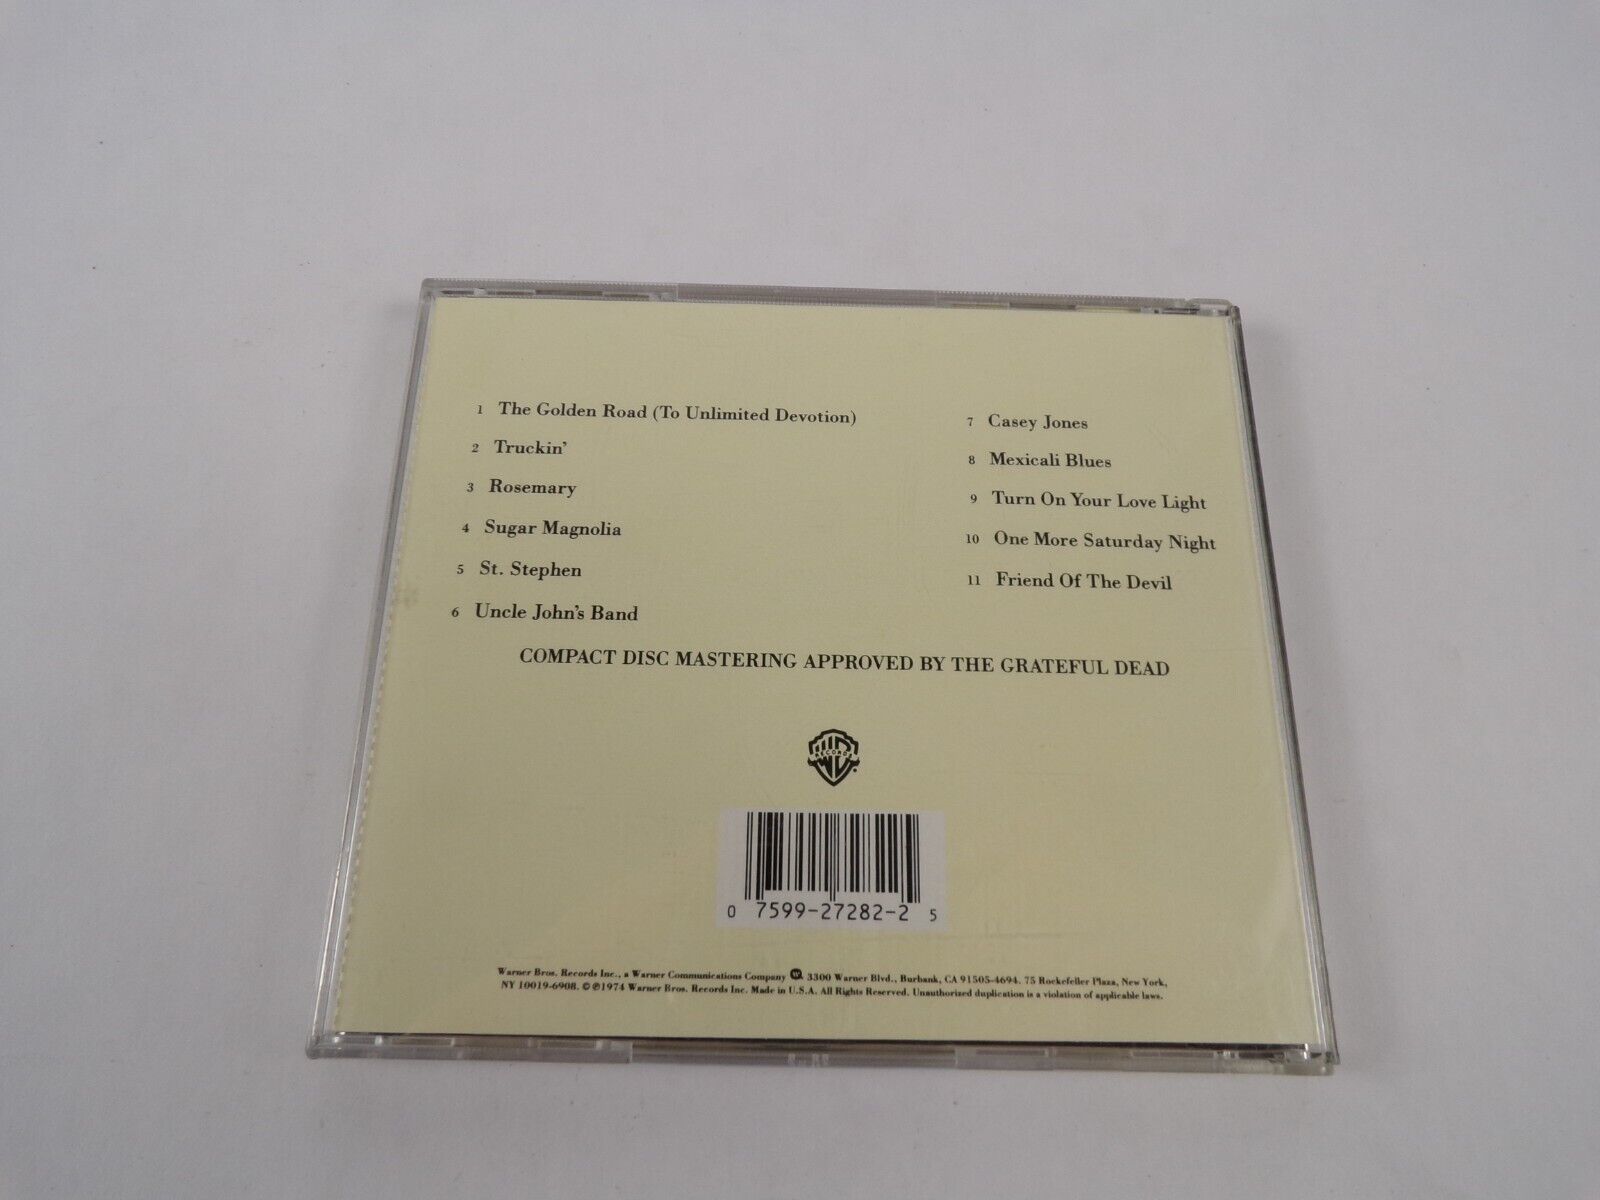 1 The Golden Road (To Unlimited Devotion)
2 Truckin'
3 Rosemary
4 Sugar Magnolia
5 St. Stephen
6 Uncle John's Band
7 Casey Jones
8 Mexicali Blues
9 Turn On Your Love Light
10 One More Saturday Night
11 Friend Of The Devil
COMPACT DISC MASTERING APPROVED BY THE GRATEFUL DEAD
RECORDS
0 7599-27282-2 5
Warner Bros. Records Inc., a Warner Communications Company 3300 Warner Blvd., Burbank, CA 91505-4694. 75 Rockefeller Plaza, New York,
NY 10019-6908. © ℗ 1974 Warner Bros. Records Inc. Made in U.S.A. All Rights Reserved. Unauthorized duplication is a violation of applicable laws.